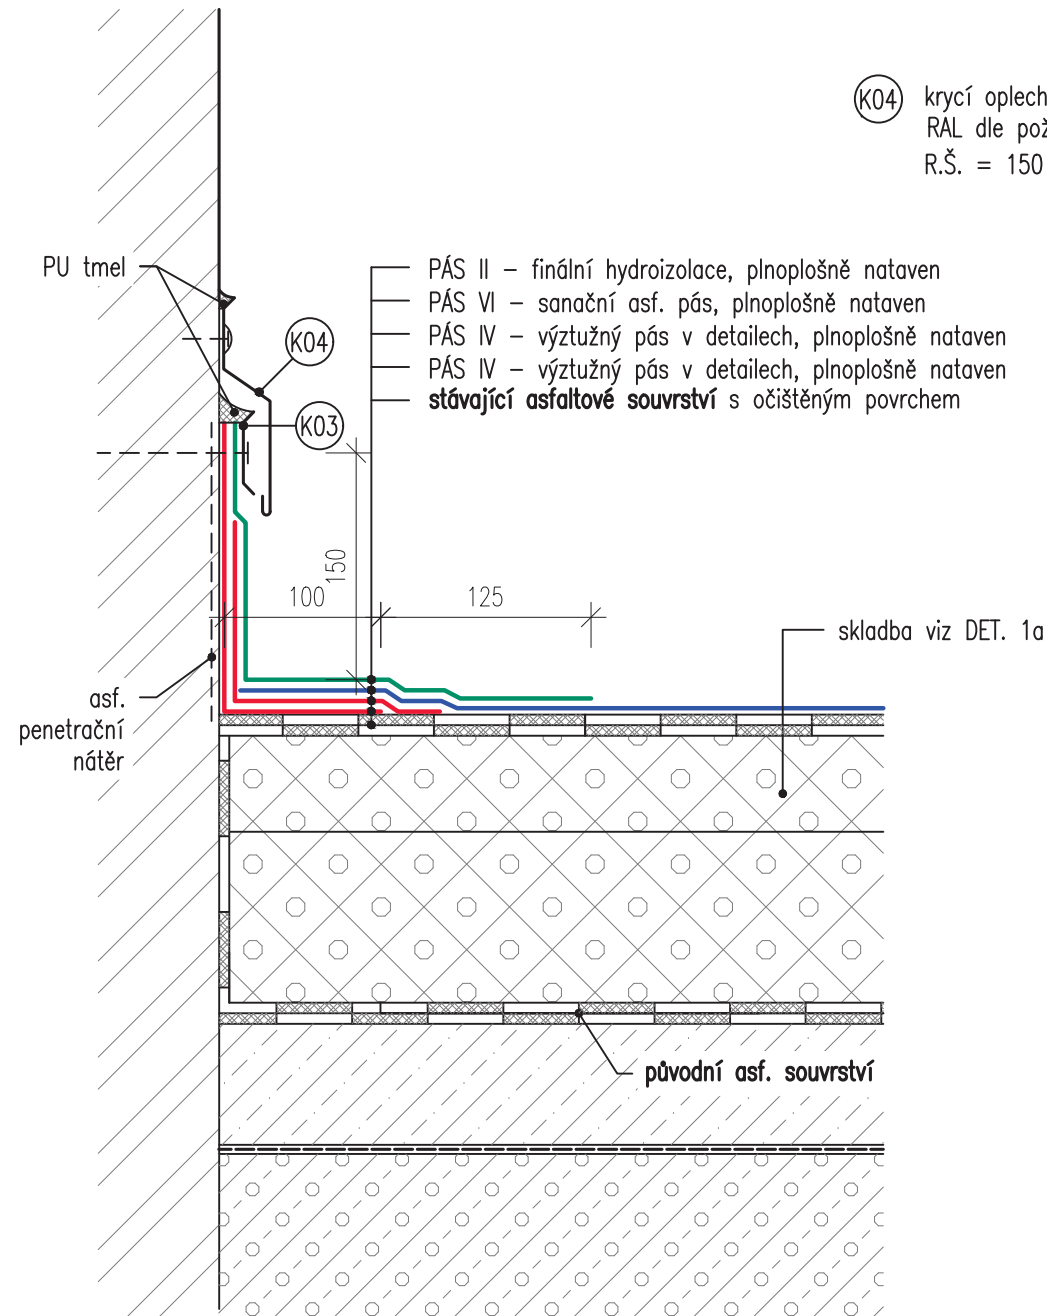 K04
krycí oplech
RAL dle pož
R.Š. = 150
PU tmel
PÁS II – finální hydroizolace, plnoplošně nataven
PÁS VI – sanační asf. pás, plnoplošně nataven
PÁS IV – výztužný pás v detailech, plnoplošně nataven
PÁS IV – výztužný pás v detailech, plnoplošně nataven
stávající asfaltové souvrství s očištěným povrchem
K04
K03
150
100
125
skladba viz DET. 1a
asf.
penetrační
nátěr
původní asf. souvrství